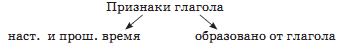 Признаки глагола
наст. и прош. время образовано от глагола